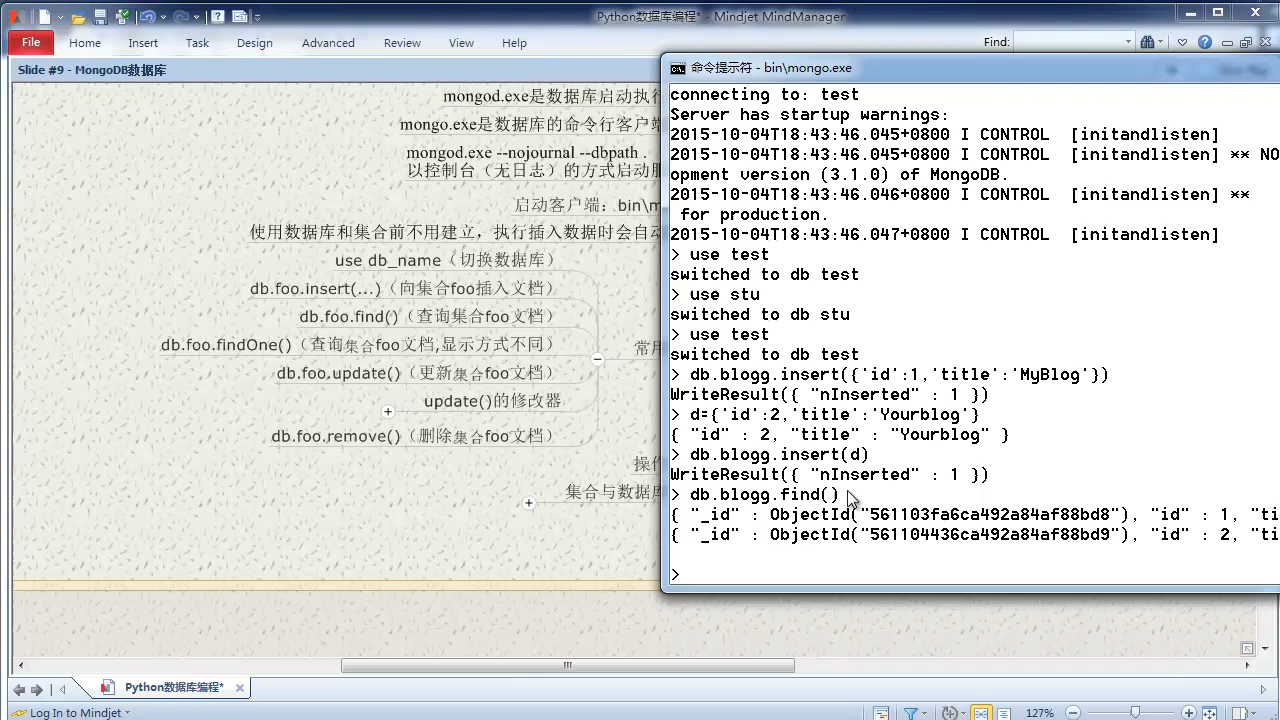 Python数据库编程* - Mindjet MindManager
File Home Insert Task Design Advanced Review View Help Find:
Slide #9 - MongoDB数据库
mongod.exe是数据库启动执行
mongo.exe是数据库的命令行客户端
mongod.exe --nojournal --dbpath .
以控制台（无日志）的方式启动服
启动客户端：bin\m
使用数据库和集合前不用建立，执行插入数据时会自动
use db_name（切换数据库）
db.foo.insert(...)（向集合foo插入文档）
db.foo.find()（查询集合foo文档）
db.foo.findOne()（查询集合foo文档,显示方式不同）
常用
db.foo.update()（更新集合foo文档）
update()的修改器
db.foo.remove()（删除集合foo文档）
操作
集合与数据库
命令提示符 - bin\mongo.exe
connecting to: test
Server has startup warnings:
2015-10-04T18:43:46.045+0800 I CONTROL [initandlisten]
2015-10-04T18:43:46.045+0800 I CONTROL [initandlisten] ** NO
opment version (3.1.0) of MongoDB.
2015-10-04T18:43:46.046+0800 I CONTROL [initandlisten] **
for production.
2015-10-04T18:43:46.047+0800 I CONTROL [initandlisten]
> use test
switched to db test
> use stu
switched to db stu
> use test
switched to db test
> db.blogg.insert({'id':1,'title':'MyBlog'})
WriteResult({ "nInserted" : 1 })
> d={'id':2,'title':'Yourblog'}
{ "id" : 2, "title" : "Yourblog" }
> db.blogg.insert(d)
WriteResult({ "nInserted" : 1 })
> db.blogg.find()
{ "_id" : ObjectId("561103fa6ca492a84af88bd8"), "id" : 1, "ti
{ "_id" : ObjectId("561104436ca492a84af88bd9"), "id" : 2, "ti
>
Python数据库编程*
Log In to Mindjet 127%